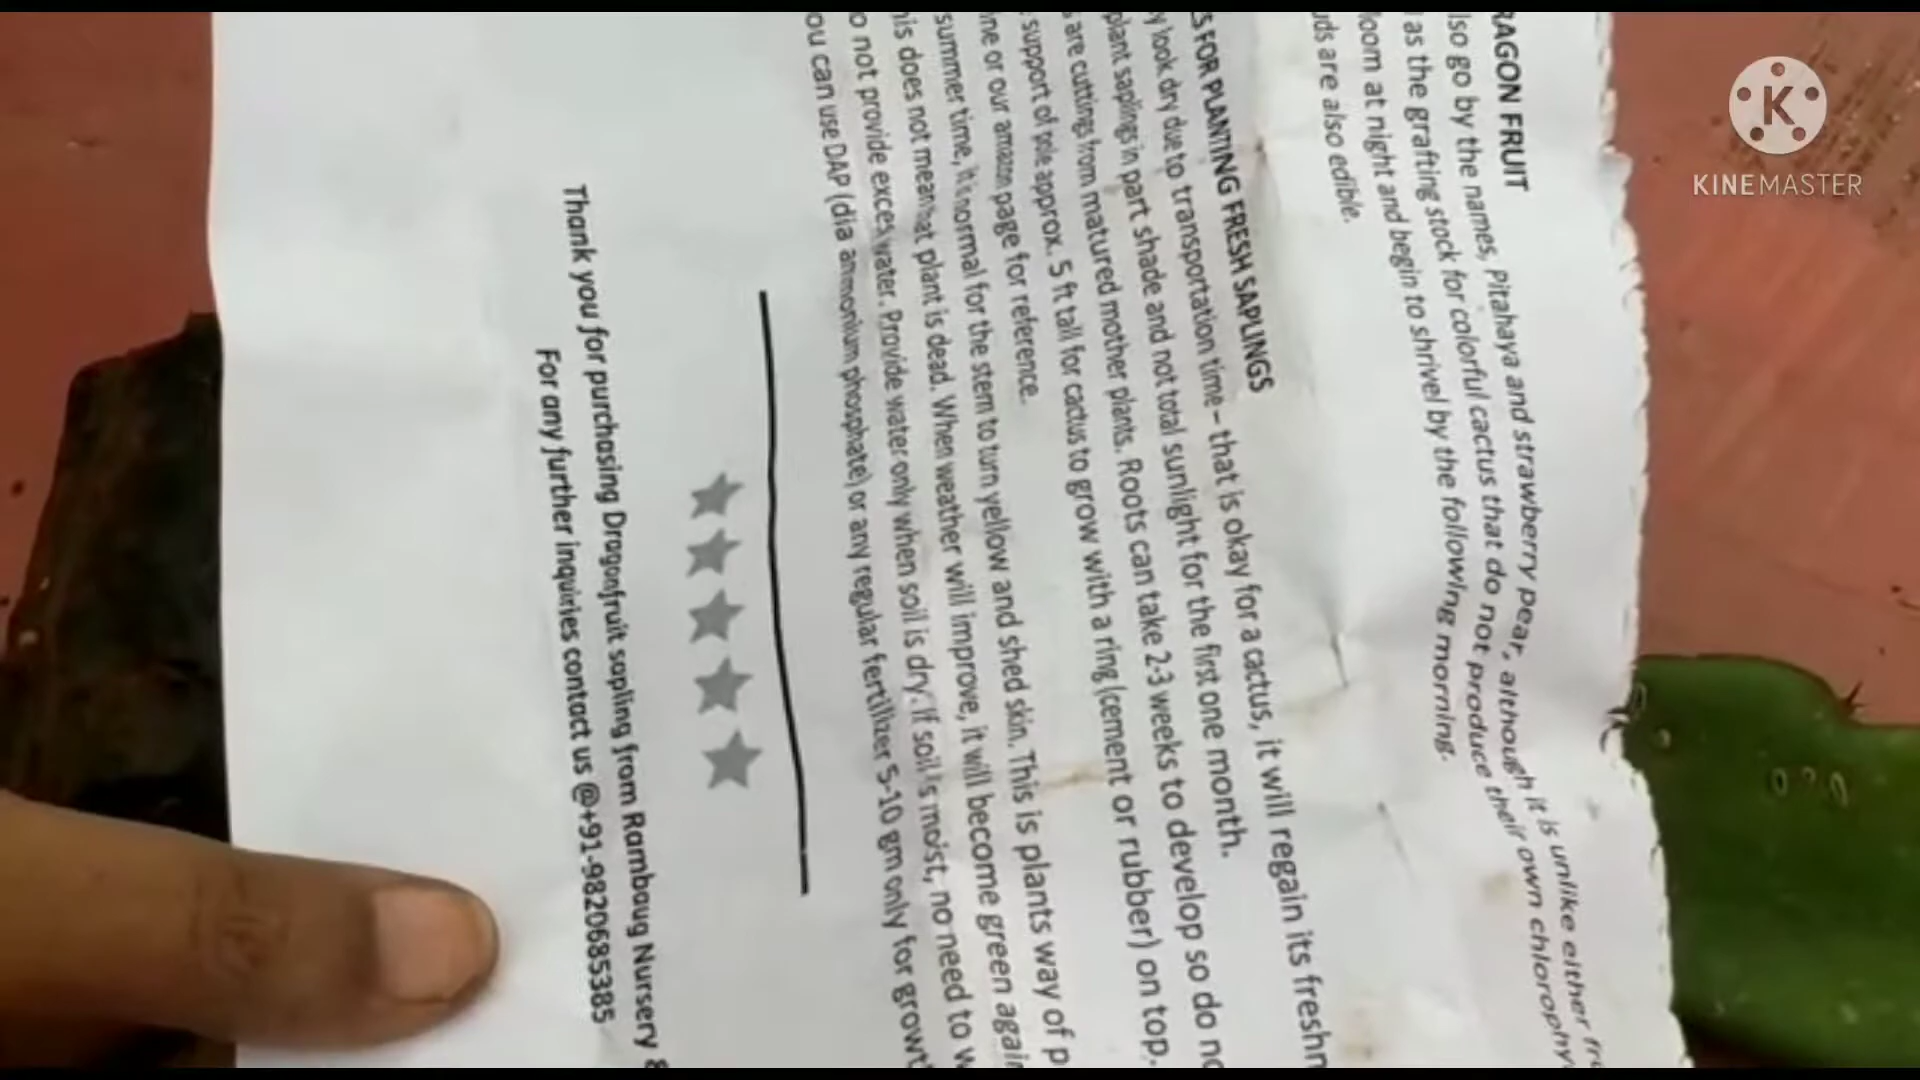 RAGON FRUIT
lso go by the names, Pitahaya and strawberry pear, although it is unlike either fr
as the grafting stock for colorful cactus that do not produce their own chlorophy
loom at night and begin to shrivel by the following morning.
uds are also edible.
S FOR PLANTING FRESH SAPLINGS
y look dry due to transportation time – that is okay for a cactus, it will regain its freshn
plant saplings in part shade and not total sunlight for the first one month.
are cuttings from matured mother plants. Roots can take 2-3 weeks to develop so do no
support of pole approx. 5 ft tall for cactus to grow with a ring (cement or rubber) on top.
ine or our amazon page for reference.
summer time, it is normal for the stem to turn yellow and shed skin. This is plants way of p
his does not mean that plant is dead. When weather will improve, it will become green again
o not provide excess water. Provide water only when soil is dry. If soil is moist, no need to w
ou can use DAP (dia ammonium phosphate) or any regular fertilizer 5-10 gm only for growt
Thank you for purchasing Dragonfruit sapling from Rambaug Nursery &
For any further inquiries contact us @+91-9820685385
K
KINEMASTER